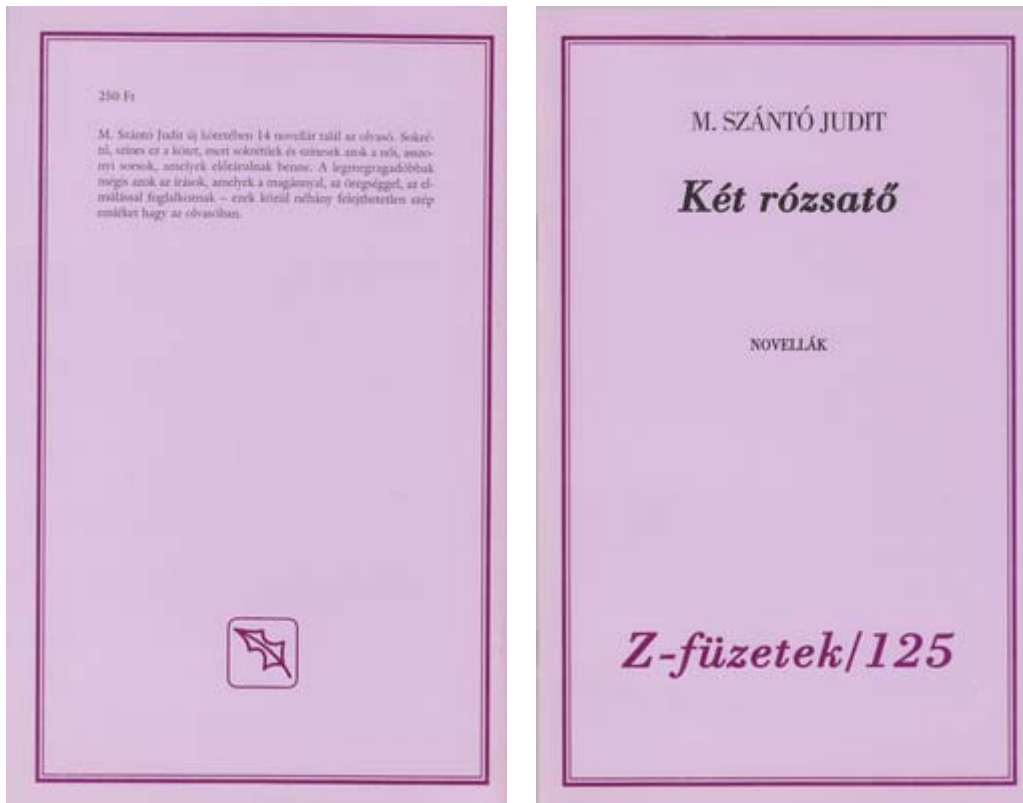 250 Ft
M. Szántó Judit új kötetében 14 novellát talál az olvasó. Sokré-
tű, színes ez a kötet, mert sokrétűek és színesek azok a női, asszo-
nyi sorsok, amelyek előtárulnak benne. A legmegragadóbbak
mégis azok az írások, amelyek a magánnyal, az öregséggel, az el-
múlással foglalkoznak – ezek közül néhány felejthetetlen szép
emléket hagy az olvasóban.
M. SZÁNTÓ JUDIT
Két rózsatő
NOVELLÁK
Z-füzetek/125